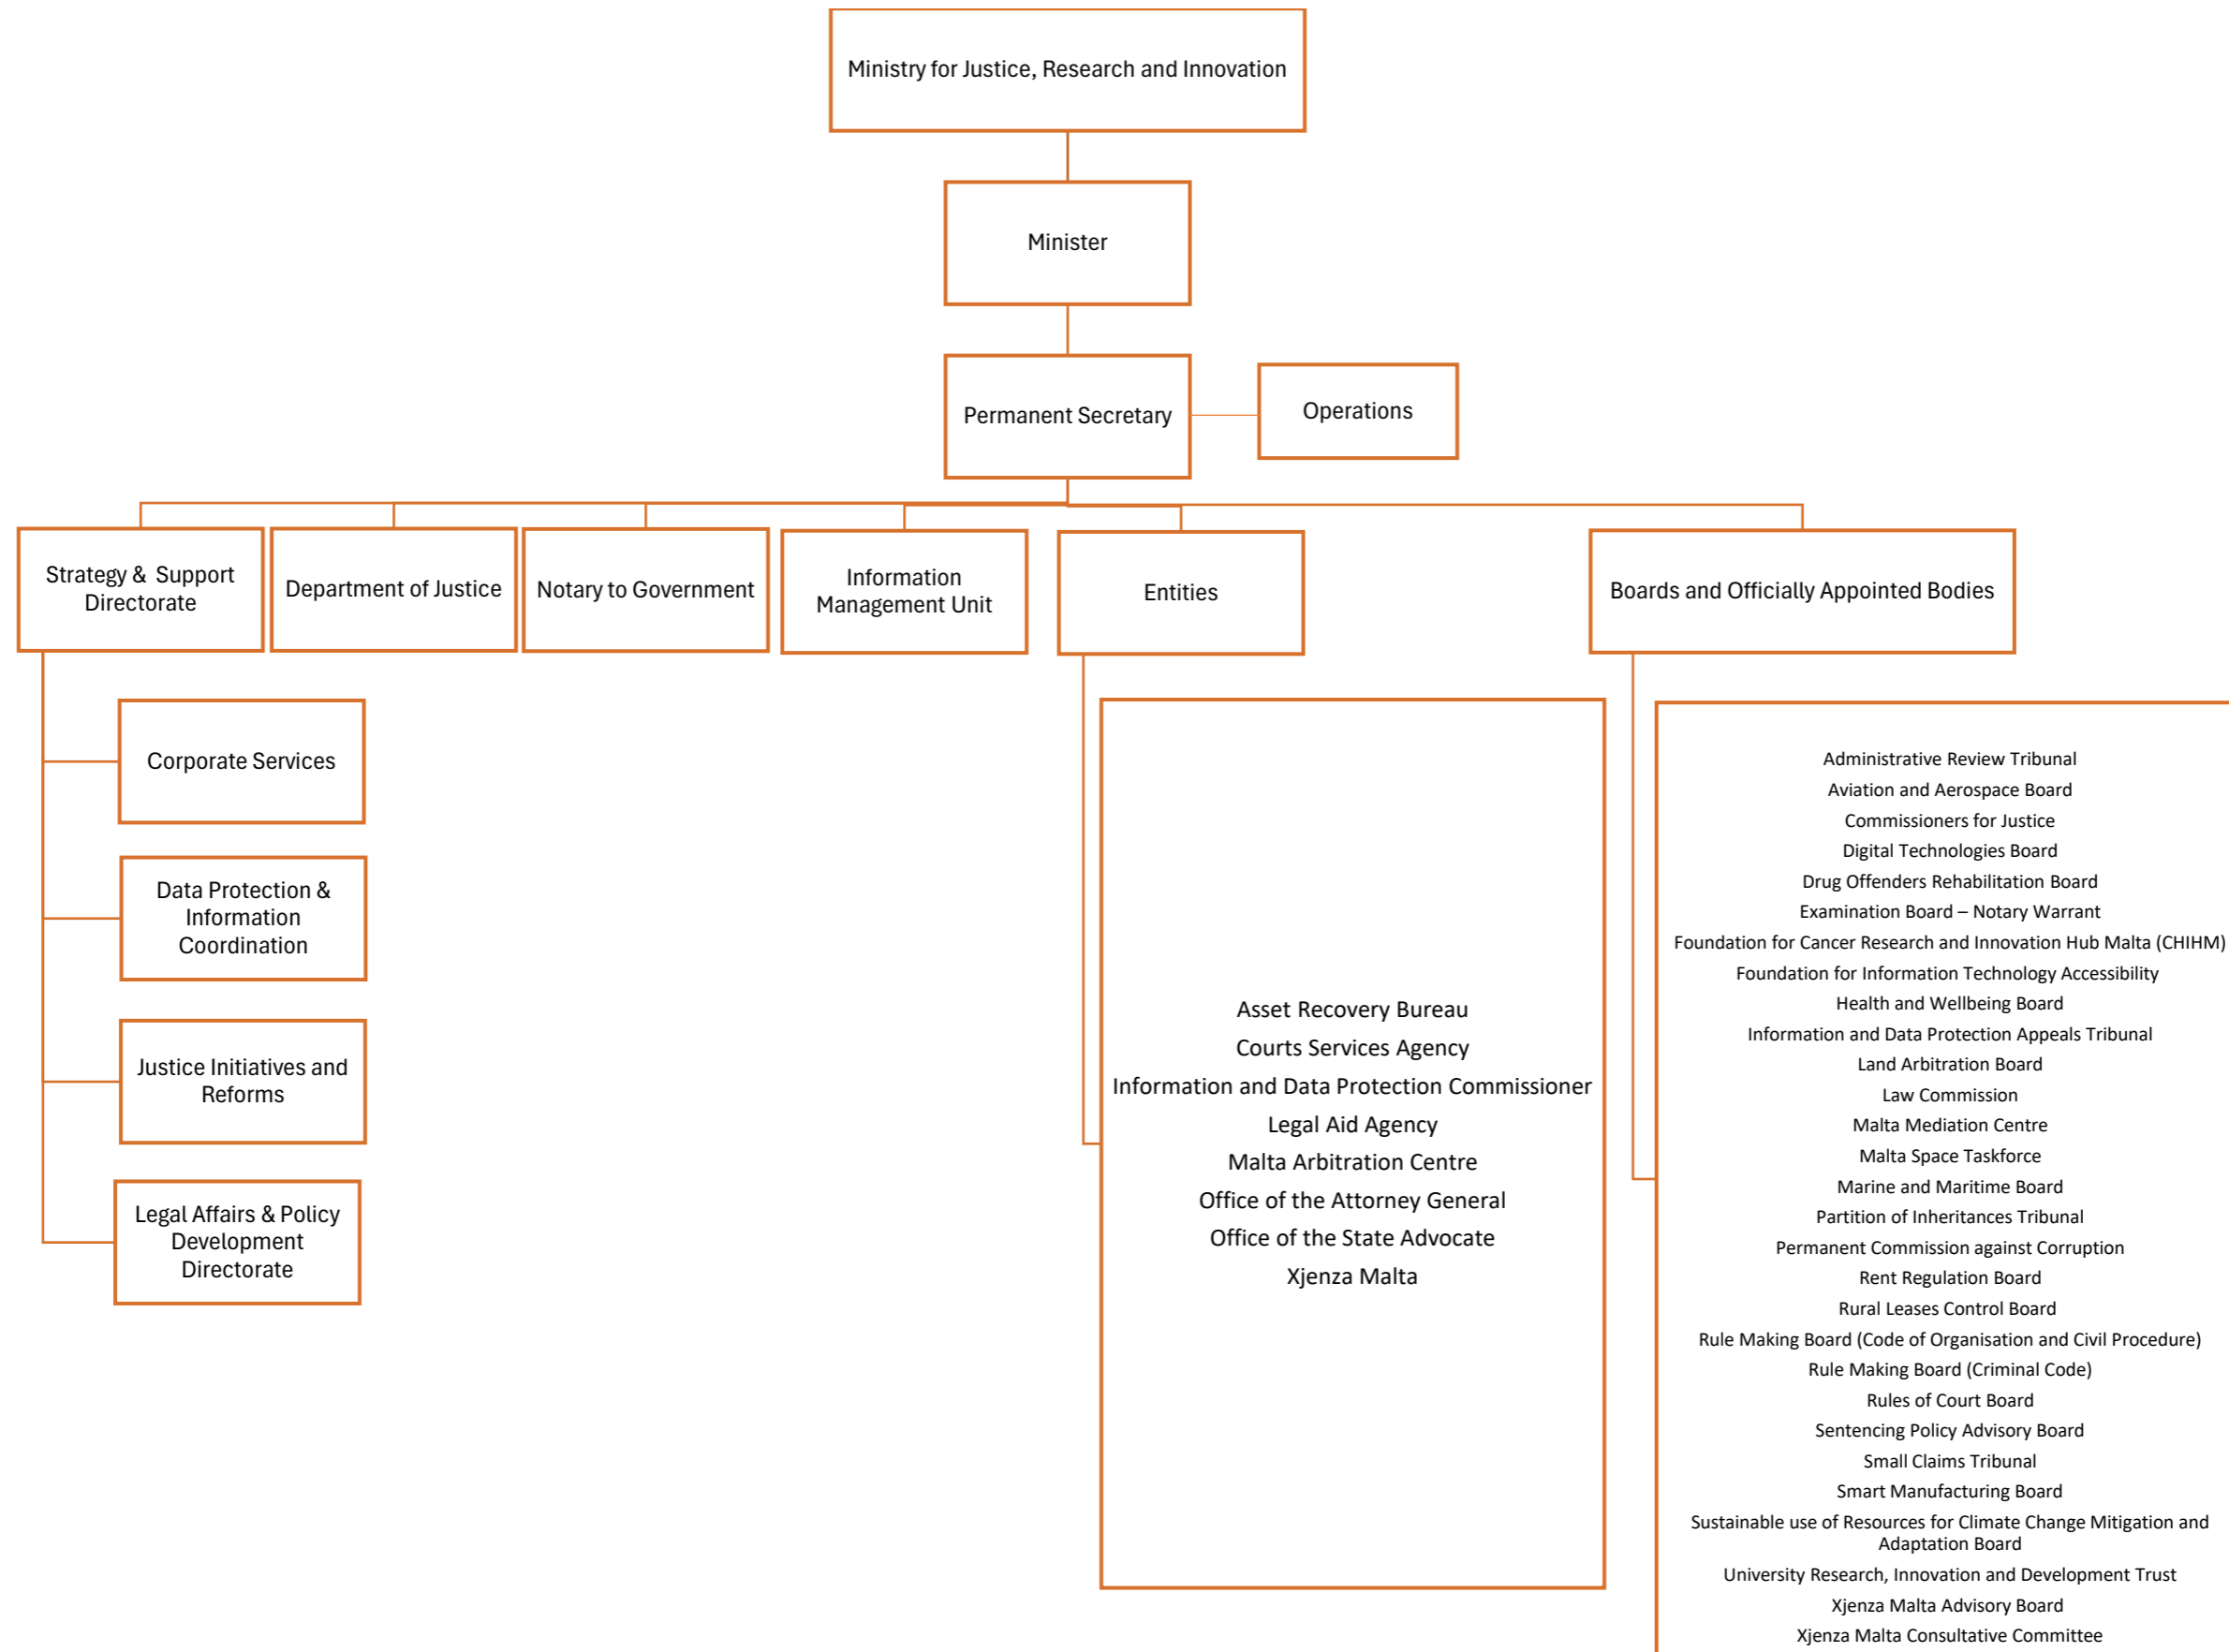 Ministry for Justice, Research and Innovation
Minister
Permanent Secretary
Operations
Strategy & Support
Directorate
Department of Justice
Notary to Government
Information
Management Unit
Entities
Boards and Officially Appointed Bodies
Corporate Services
Data Protection &
Information
Coordination
Justice Initiatives and
Reforms
Legal Affairs & Policy
Development
Directorate
Asset Recovery Bureau
Courts Services Agency
Information and Data Protection Commissioner
Legal Aid Agency
Malta Arbitration Centre
Office of the Attorney General
Office of the State Advocate
Xjenza Malta
Administrative Review Tribunal
Aviation and Aerospace Board
Commissioners for Justice
Digital Technologies Board
Drug Offenders Rehabilitation Board
Examination Board – Notary Warrant
Foundation for Cancer Research and Innovation Hub Malta (CHIHM)
Foundation for Information Technology Accessibility
Health and Wellbeing Board
Information and Data Protection Appeals Tribunal
Land Arbitration Board
Law Commission
Malta Mediation Centre
Malta Space Taskforce
Marine and Maritime Board
Partition of Inheritances Tribunal
Permanent Commission against Corruption
Rent Regulation Board
Rural Leases Control Board
Rule Making Board (Code of Organisation and Civil Procedure)
Rule Making Board (Criminal Code)
Rules of Court Board
Sentencing Policy Advisory Board
Small Claims Tribunal
Smart Manufacturing Board
Sustainable use of Resources for Climate Change Mitigation and
Adaptation Board
University Research, Innovation and Development Trust
Xjenza Malta Advisory Board
Xjenza Malta Consultative Committee